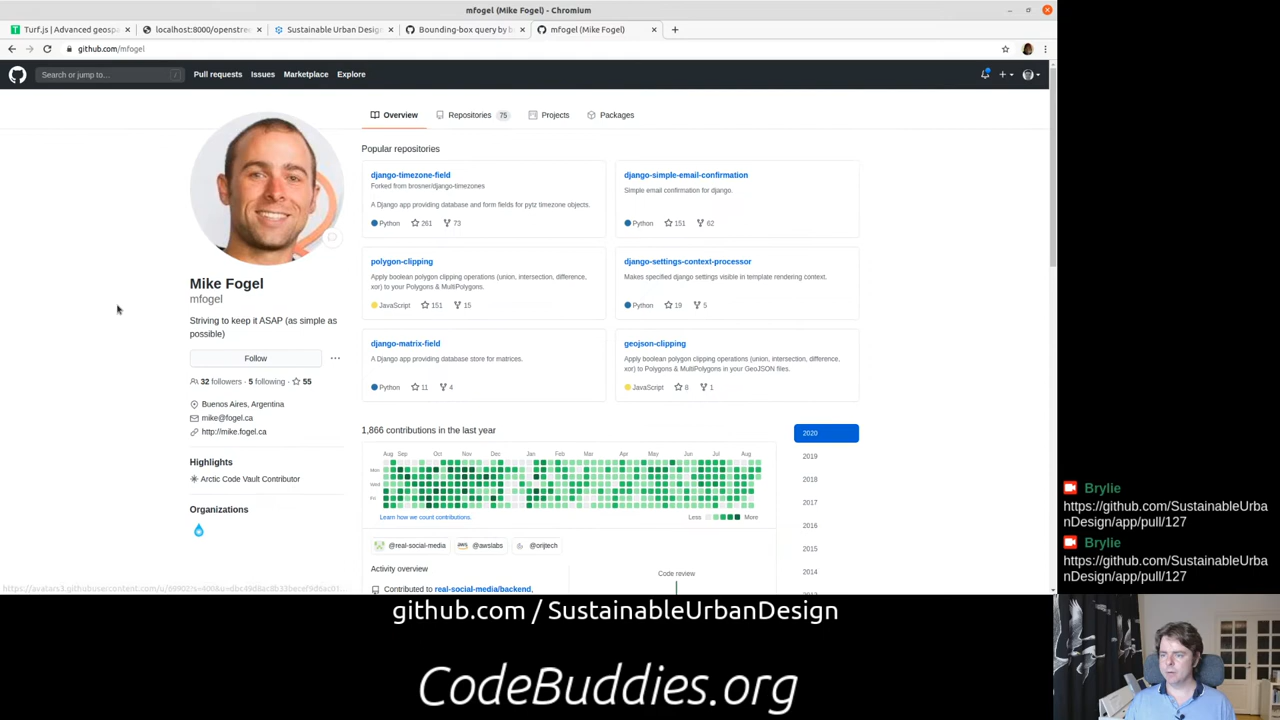 mfogel (Mike Fogel) - Chromium
Turf.js | Advanced geosp
localhost:8000/openstre
Sustainable Urban Desig
Bounding-box query by b
mfogel (Mike Fogel)
github.com/mfogel
Search or jump to...
/
Pull requests
Issues
Marketplace
Explore
Overview
Repositories 75
Projects
Packages
Popular repositories
django-timezone-field
Forked from brosner/django-timezones
A Django app providing database and form fields for pytz timezone objects.
Python 261 73
django-simple-email-confirmation
Simple email confirmation for django.
Python 151 62
polygon-clipping
Apply boolean polygon clipping operations (union, intersection, difference,
xor) to your Polygons & MultiPolygons.
JavaScript 151 15
django-settings-context-processor
Makes specified django settings visible in template rendering context.
Python 19 5
django-matrix-field
A Django app providing database store for matrices.
Python 11 4
geojson-clipping
Apply boolean polygon clipping operations (union, intersection, difference,
xor) to Polygons & MultiPolygons in your GeoJSON files.
JavaScript 8 1
Mike Fogel
mfogel
Striving to keep it ASAP (as simple as
possible)
Follow
32 followers · 5 following · 55
Buenos Aires, Argentina
mike@fogel.ca
http://mike.fogel.ca
Highlights
Arctic Code Vault Contributor
Organizations
1,866 contributions in the last year
Aug Sep Oct Nov Dec Jan Feb Mar Apr May Jun Jul Aug
Mon
Wed
Fri
Learn how we count contributions.
Less More
@real-social-media
@awslabs
@orijtech
Activity overview
Contributed to real-social-media/backend,
Code review
2020
2019
2018
2017
2016
2015
2014
Brylie
https://github.com/SustainableUrba
nDesign/app/pull/127
Brylie
https://github.com/SustainableUrba
nDesign/app/pull/127
github.com / SustainableUrbanDesign
CodeBuddies.org